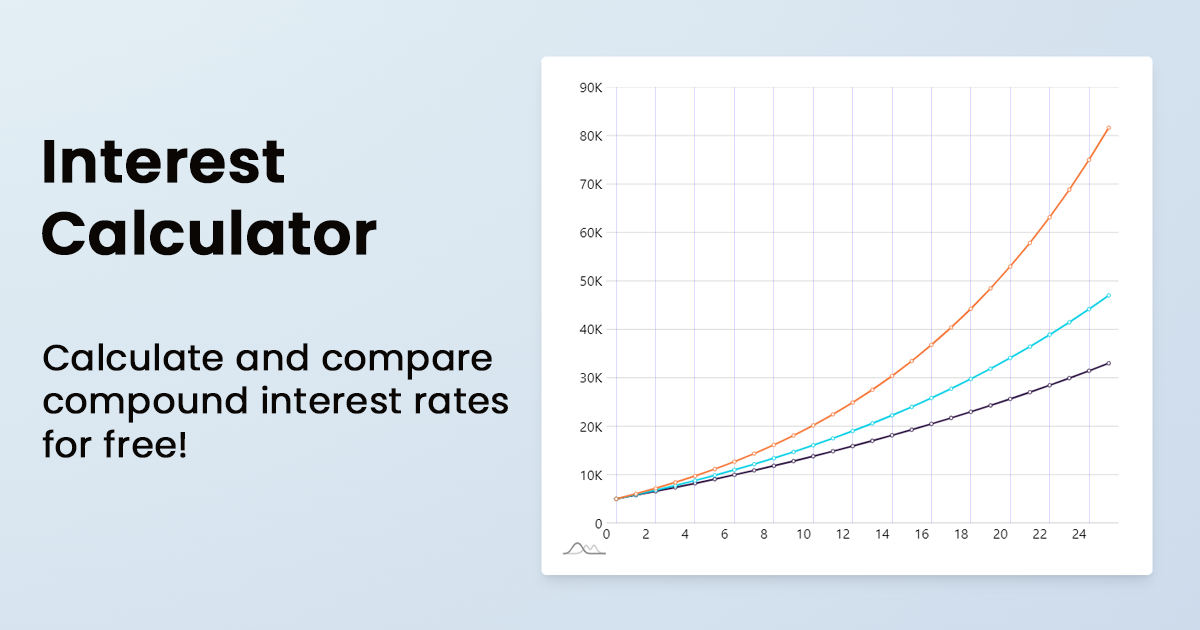 Interest
Calculator
Calculate and compare
compound interest rates
for free!
90K
80K
70K
60K
50K
40K
30K
20K
10K
0
0 2 4 6 8 10 12 14 16 18 20 22 24